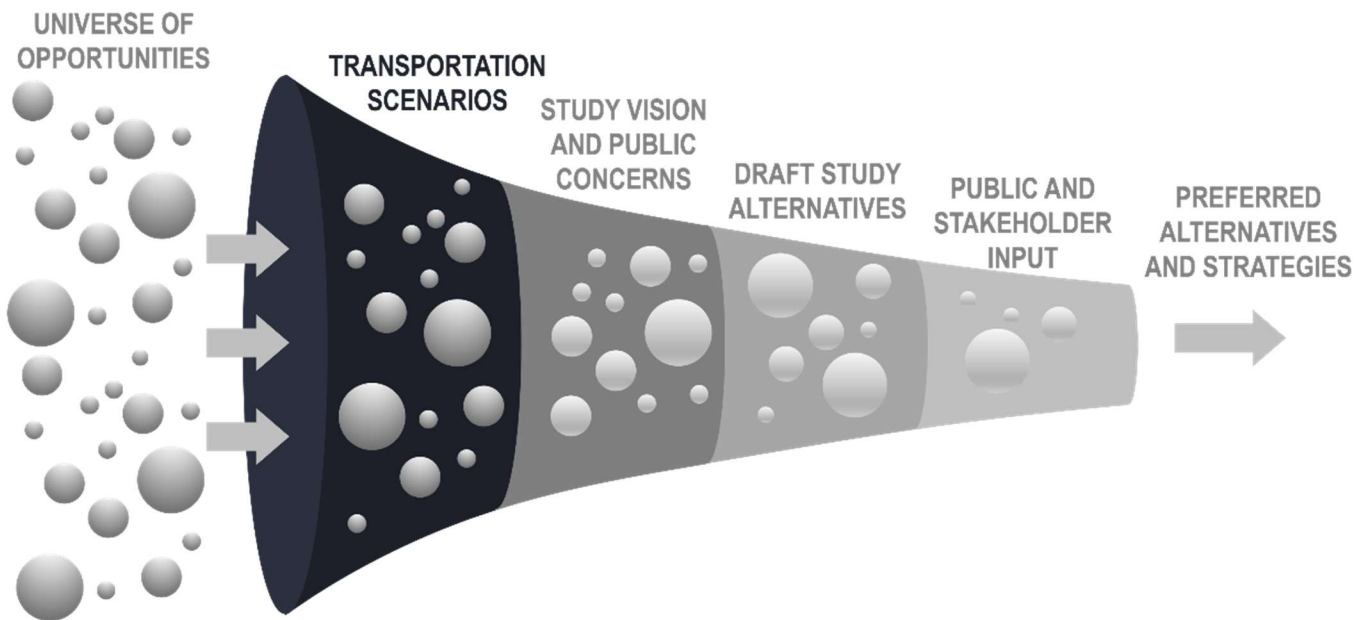 UNIVERSE OF
OPPORTUNITIES
TRANSPORTATION
SCENARIOS
STUDY VISION
AND PUBLIC
CONCERNS
DRAFT STUDY
ALTERNATIVES
PUBLIC AND
STAKEHOLDER
INPUT
PREFERRED
ALTERNATIVES
AND STRATEGIES